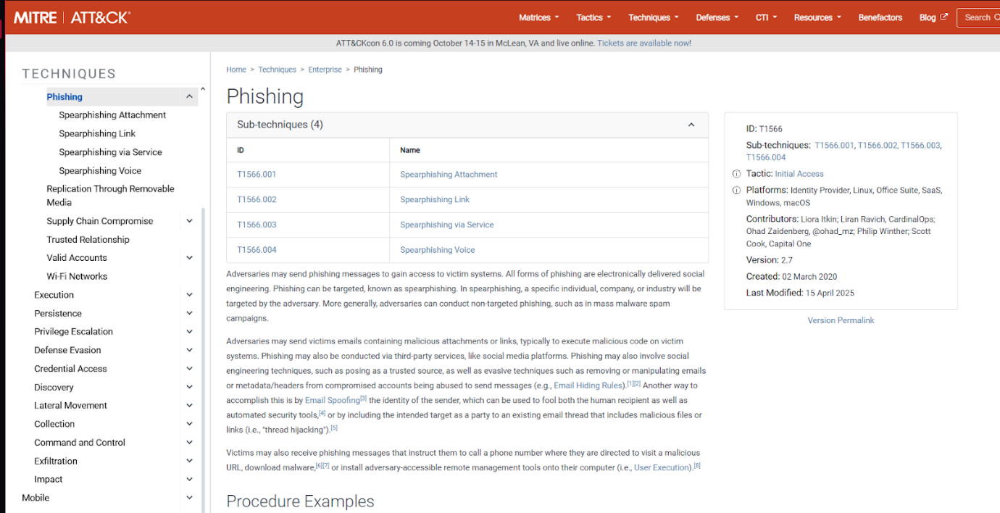 MITRE | ATT&CK®
Matrices
Tactics
Techniques
Defenses
CTI
Resources
Benefactors
Blog
Search
ATT&CKcon 6.0 is coming October 14-15 in McLean, VA and live online. Tickets are available now!
TECHNIQUES
Phishing
Spearphishing Attachment
Spearphishing Link
Spearphishing via Service
Spearphishing Voice
Replication Through Removable
Media
Supply Chain Compromise
Trusted Relationship
Valid Accounts
Wi-Fi Networks
Execution
Persistence
Privilege Escalation
Defense Evasion
Credential Access
Discovery
Lateral Movement
Collection
Command and Control
Exfiltration
Impact
Mobile
Home > Techniques > Enterprise > Phishing
Phishing
Sub-techniques (4)
ID Name
T1566.001 Spearphishing Attachment
T1566.002 Spearphishing Link
T1566.003 Spearphishing via Service
T1566.004 Spearphishing Voice
Adversaries may send phishing messages to gain access to victim systems. All forms of phishing are electronically delivered social
engineering. Phishing can be targeted, known as spearphishing. In spearphishing, a specific individual, company, or industry will be
targeted by the adversary. More generally, adversaries can conduct non-targeted phishing, such as in mass malware spam
campaigns.
Adversaries may send victims emails containing malicious attachments or links, typically to execute malicious code on victim
systems. Phishing may also be conducted via third-party services, like social media platforms. Phishing may also involve social
engineering techniques, such as posing as a trusted source, as well as evasive techniques such as removing or manipulating emails
or metadata/headers from compromised accounts being abused to send messages (e.g., Email Hiding Rules).[1][2] Another way to
accomplish this is by Email Spoofing[3] the identity of the sender, which can be used to fool both the human recipient as well as
automated security tools,[4] or by including the intended target as a party to an existing email thread that includes malicious files or
links (i.e., "thread hijacking").[5]
Victims may also receive phishing messages that instruct them to call a phone number where they are directed to visit a malicious
URL, download malware,[6][7] or install adversary-accessible remote management tools onto their computer (i.e., User Execution).[8]
Procedure Examples
ID: T1566
Sub-techniques: T1566.001, T1566.002, T1566.003,
T1566.004
Tactic: Initial Access
Platforms: Identity Provider, Linux, Office Suite, SaaS,
Windows, macOS
Contributors: Liora Itkin; Liran Ravich, CardinalOps;
Ohad Zaidenberg, @ohad_mz; Philip Winther; Scott
Cook, Capital One
Version: 2.7
Created: 02 March 2020
Last Modified: 15 April 2025
Version Permalink